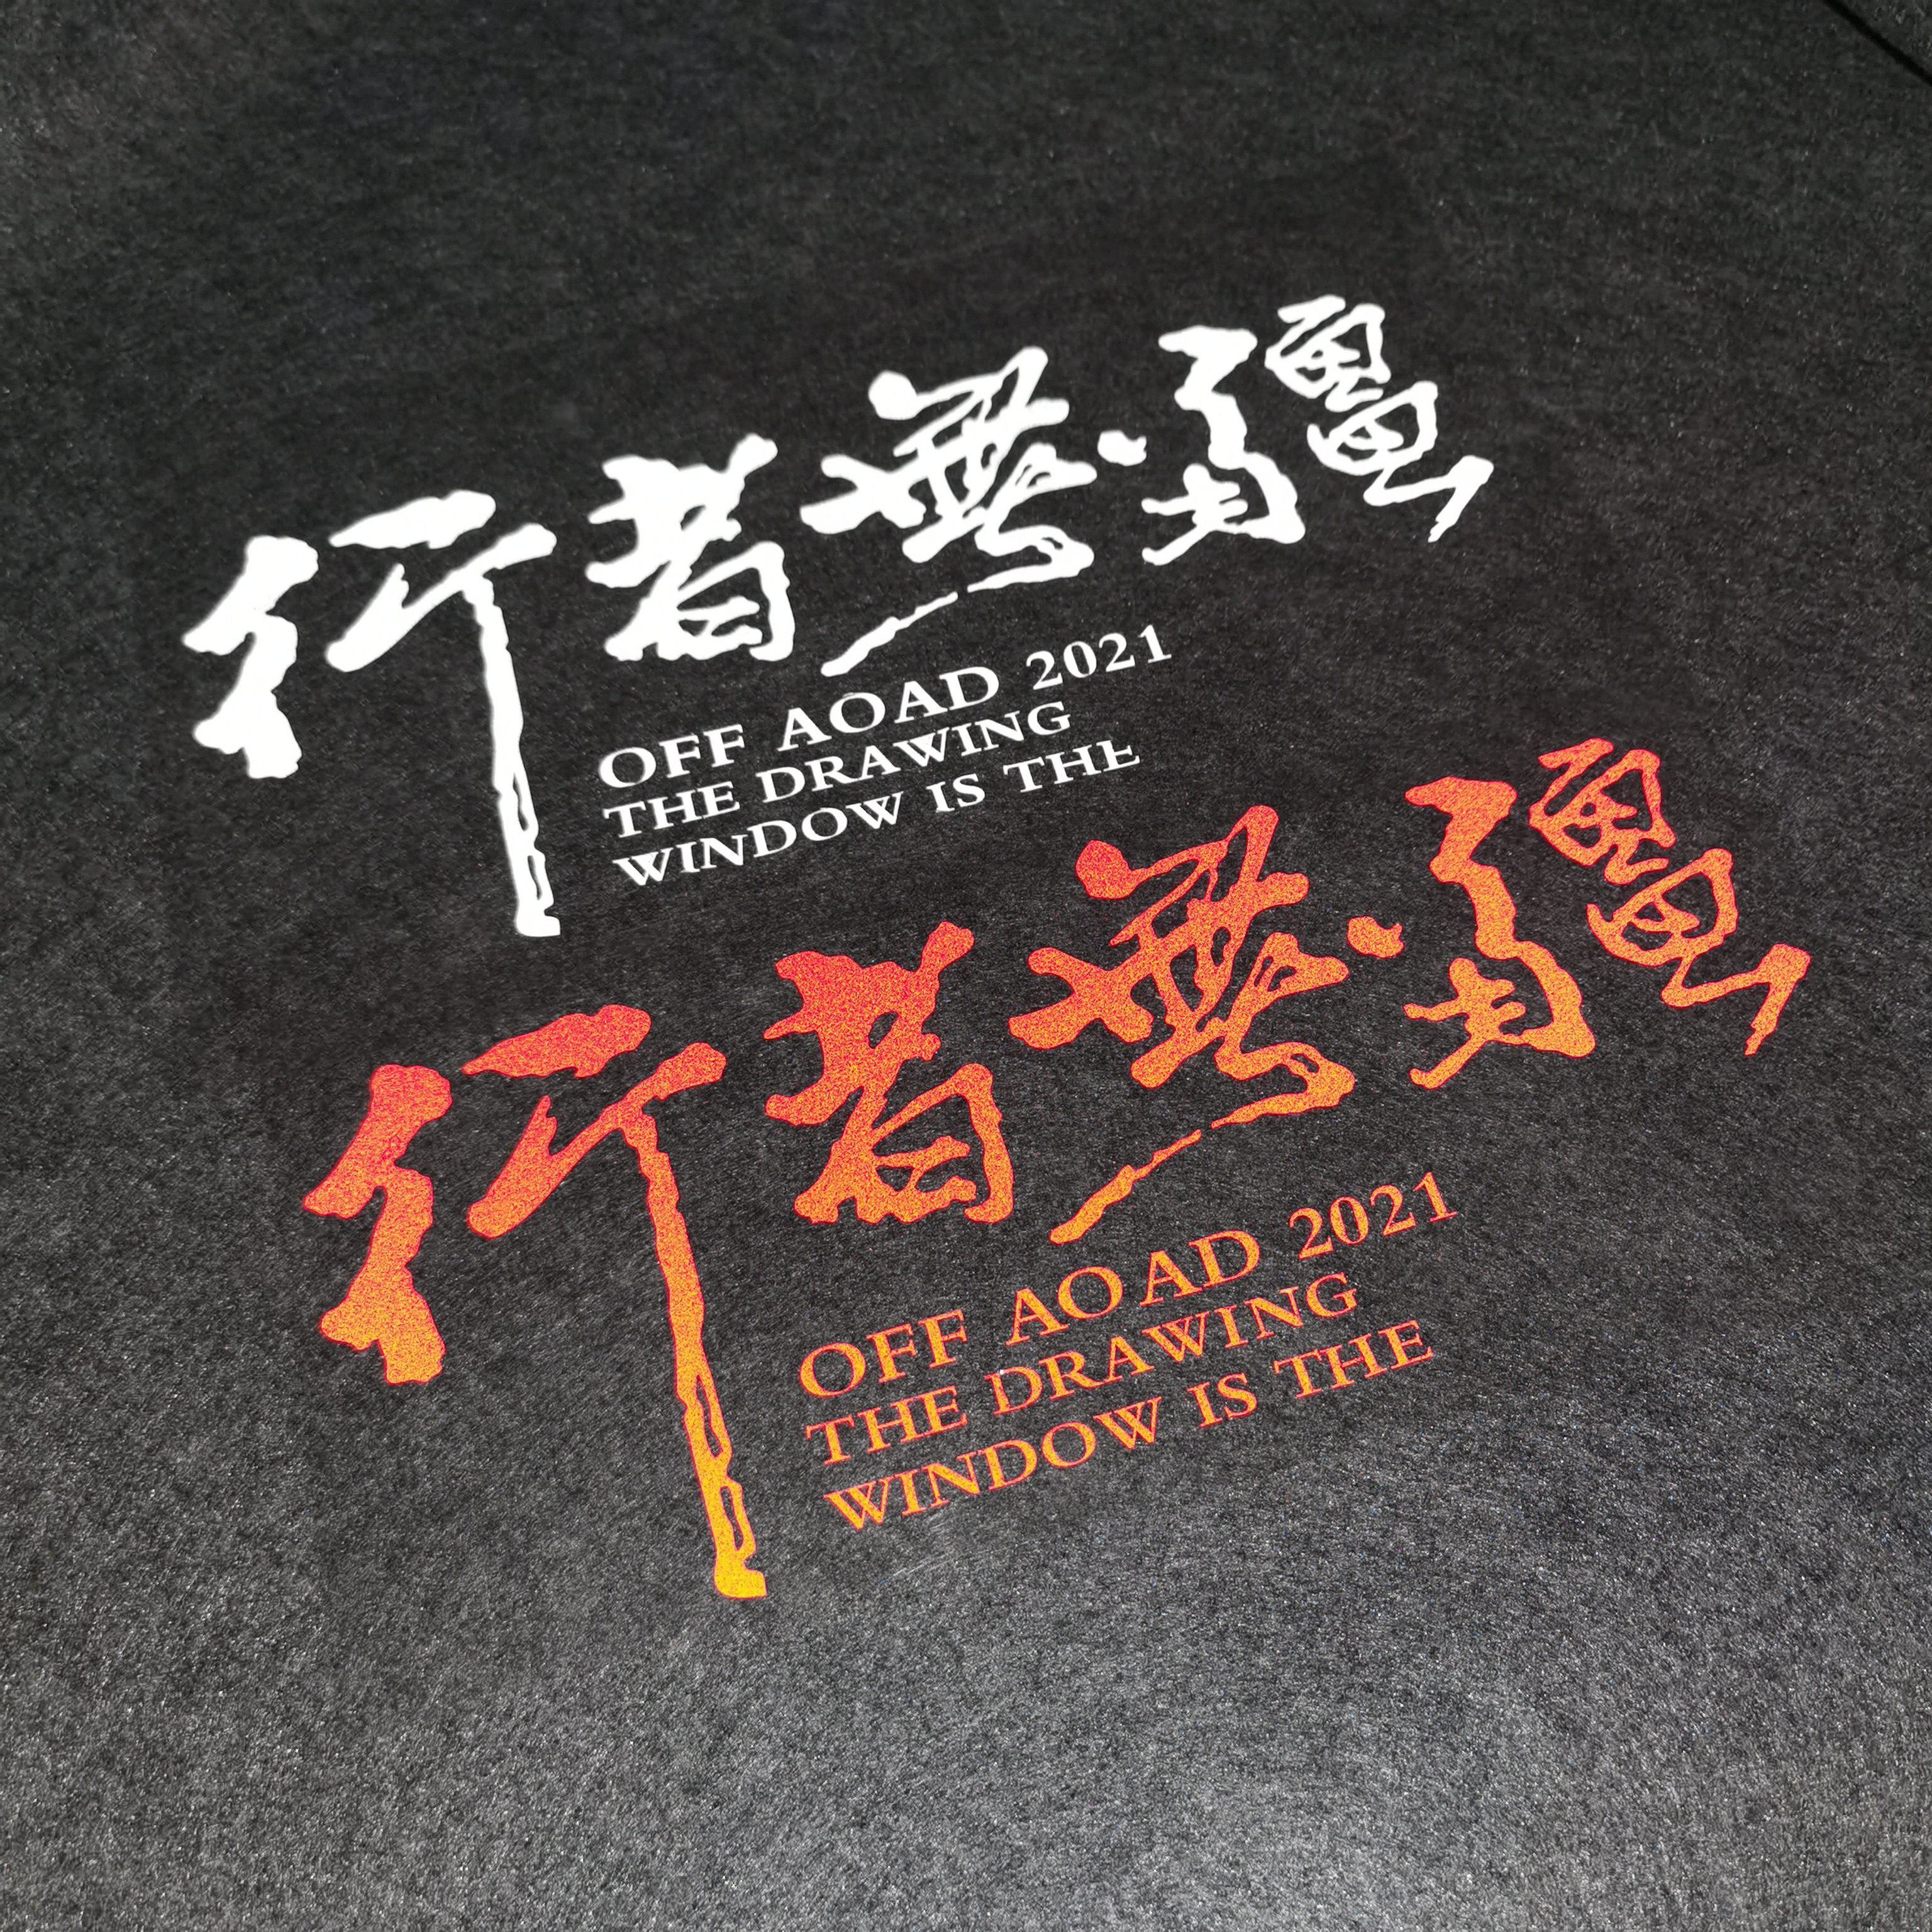 行者無疆
OFF AOAD 2021
THE DRAWING
WINDOW IS THE
行者無疆
OFF AOAD 2021
THE DRAWING
WINDOW IS THE